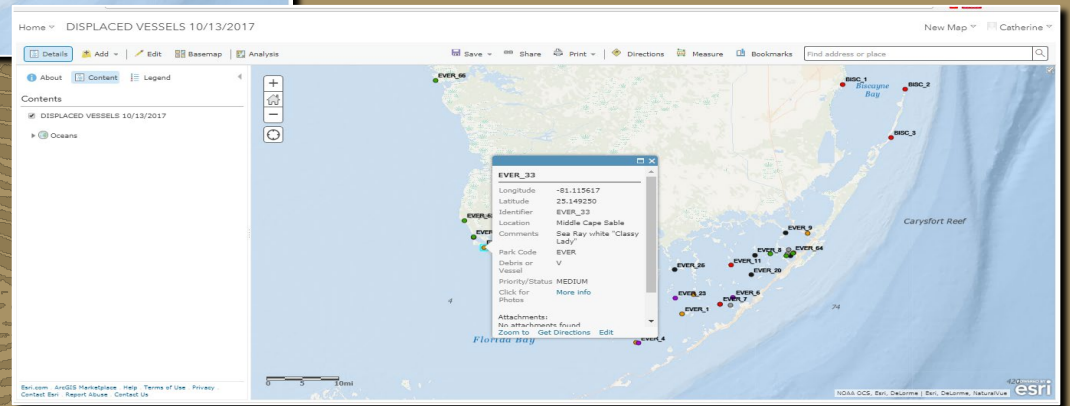 Home DISPLACED VESSELS 10/13/2017 New Map Catherine
Details Add Edit Basemap Analysis Save Share Print Directions Measure Bookmarks Find address or place
About Content Legend
Contents
DISPLACED VESSELS 10/13/2017
Oceans
EVER_66
BISC_1
BISC_2
Biscayne
Bay
BISC_3
EVER_33
Longitude -81.115617
Latitude 25.149250
Identifier EVER_33
Location Middle Cape Sable
Comments Sea Ray white "Classy
Lady"
Park Code EVER
Debris or V
Vessel
Priority/Status MEDIUM
Click for More info
Photos
Attachments:
No attachments found
Zoom to Get Directions Edit
Carysfort Reef
EVER_9
EVER_8
EVER_64
EVER_11
EVER_25
EVER_20
EVER_23
EVER_6
EVER_7
EVER_1
EVER_4
4
74
Florida Bay
0 5 10mi
Esri.com ArcGIS Marketplace Help Terms of Use Privacy
Contact Esri Report Abuse Contact Us
NOAA OCS, Esri, DeLorme | Esri, DeLorme, NaturalVue
esri